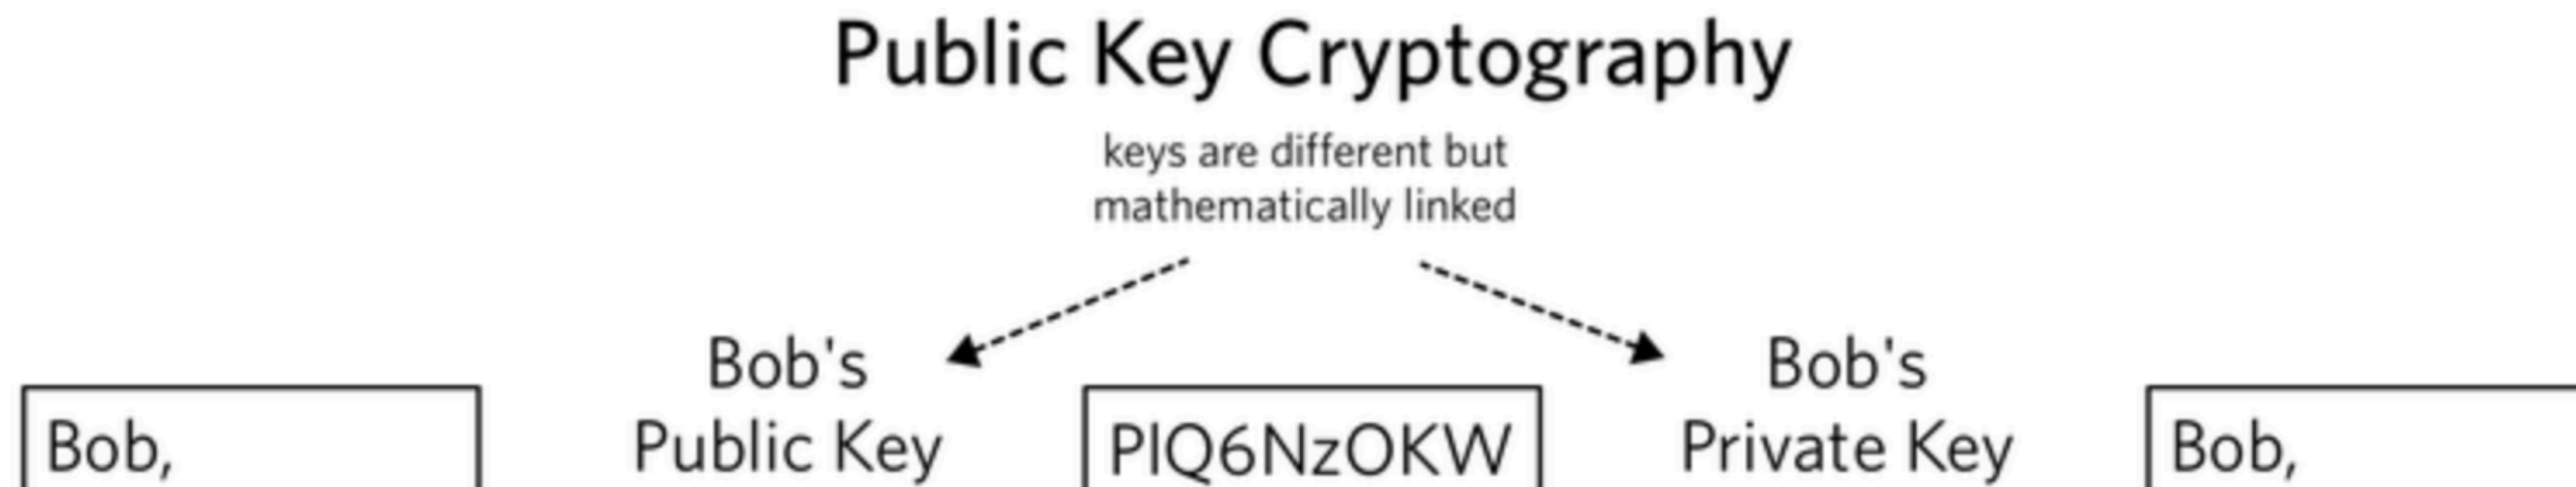 Public Key Cryptography
keys are different but
mathematically linked
Bob's
Public Key
Bob's
Private Key
Bob,
PIQ6NzOKW
Bob,